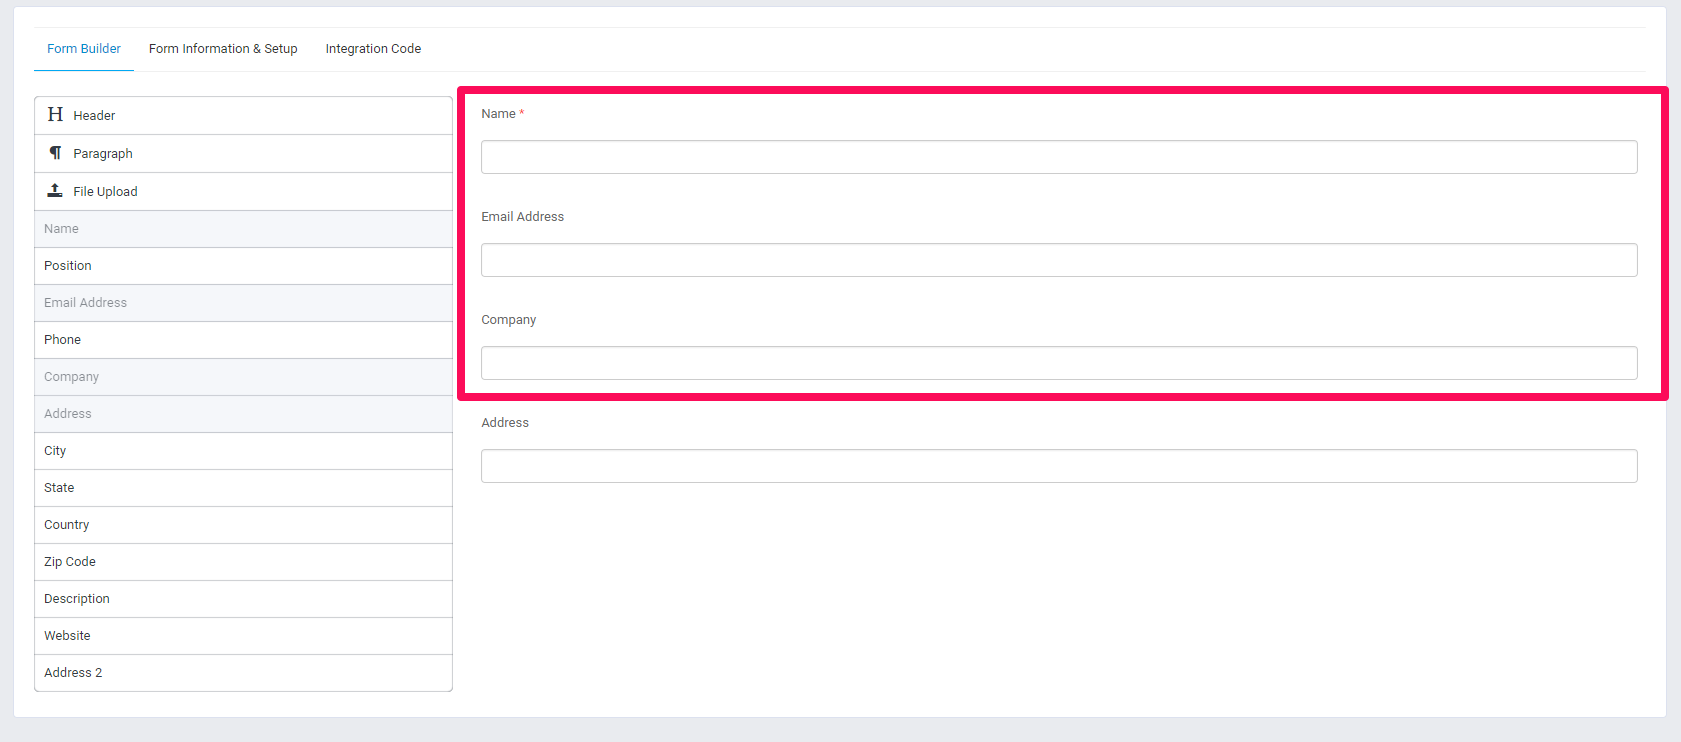 Form Builder Form Information & Setup Integration Code
H Header
¶ Paragraph
File Upload
Name
Position
Email Address
Phone
Company
Address
City
State
Country
Zip Code
Description
Website
Address 2
Name *
Email Address
Company
Address